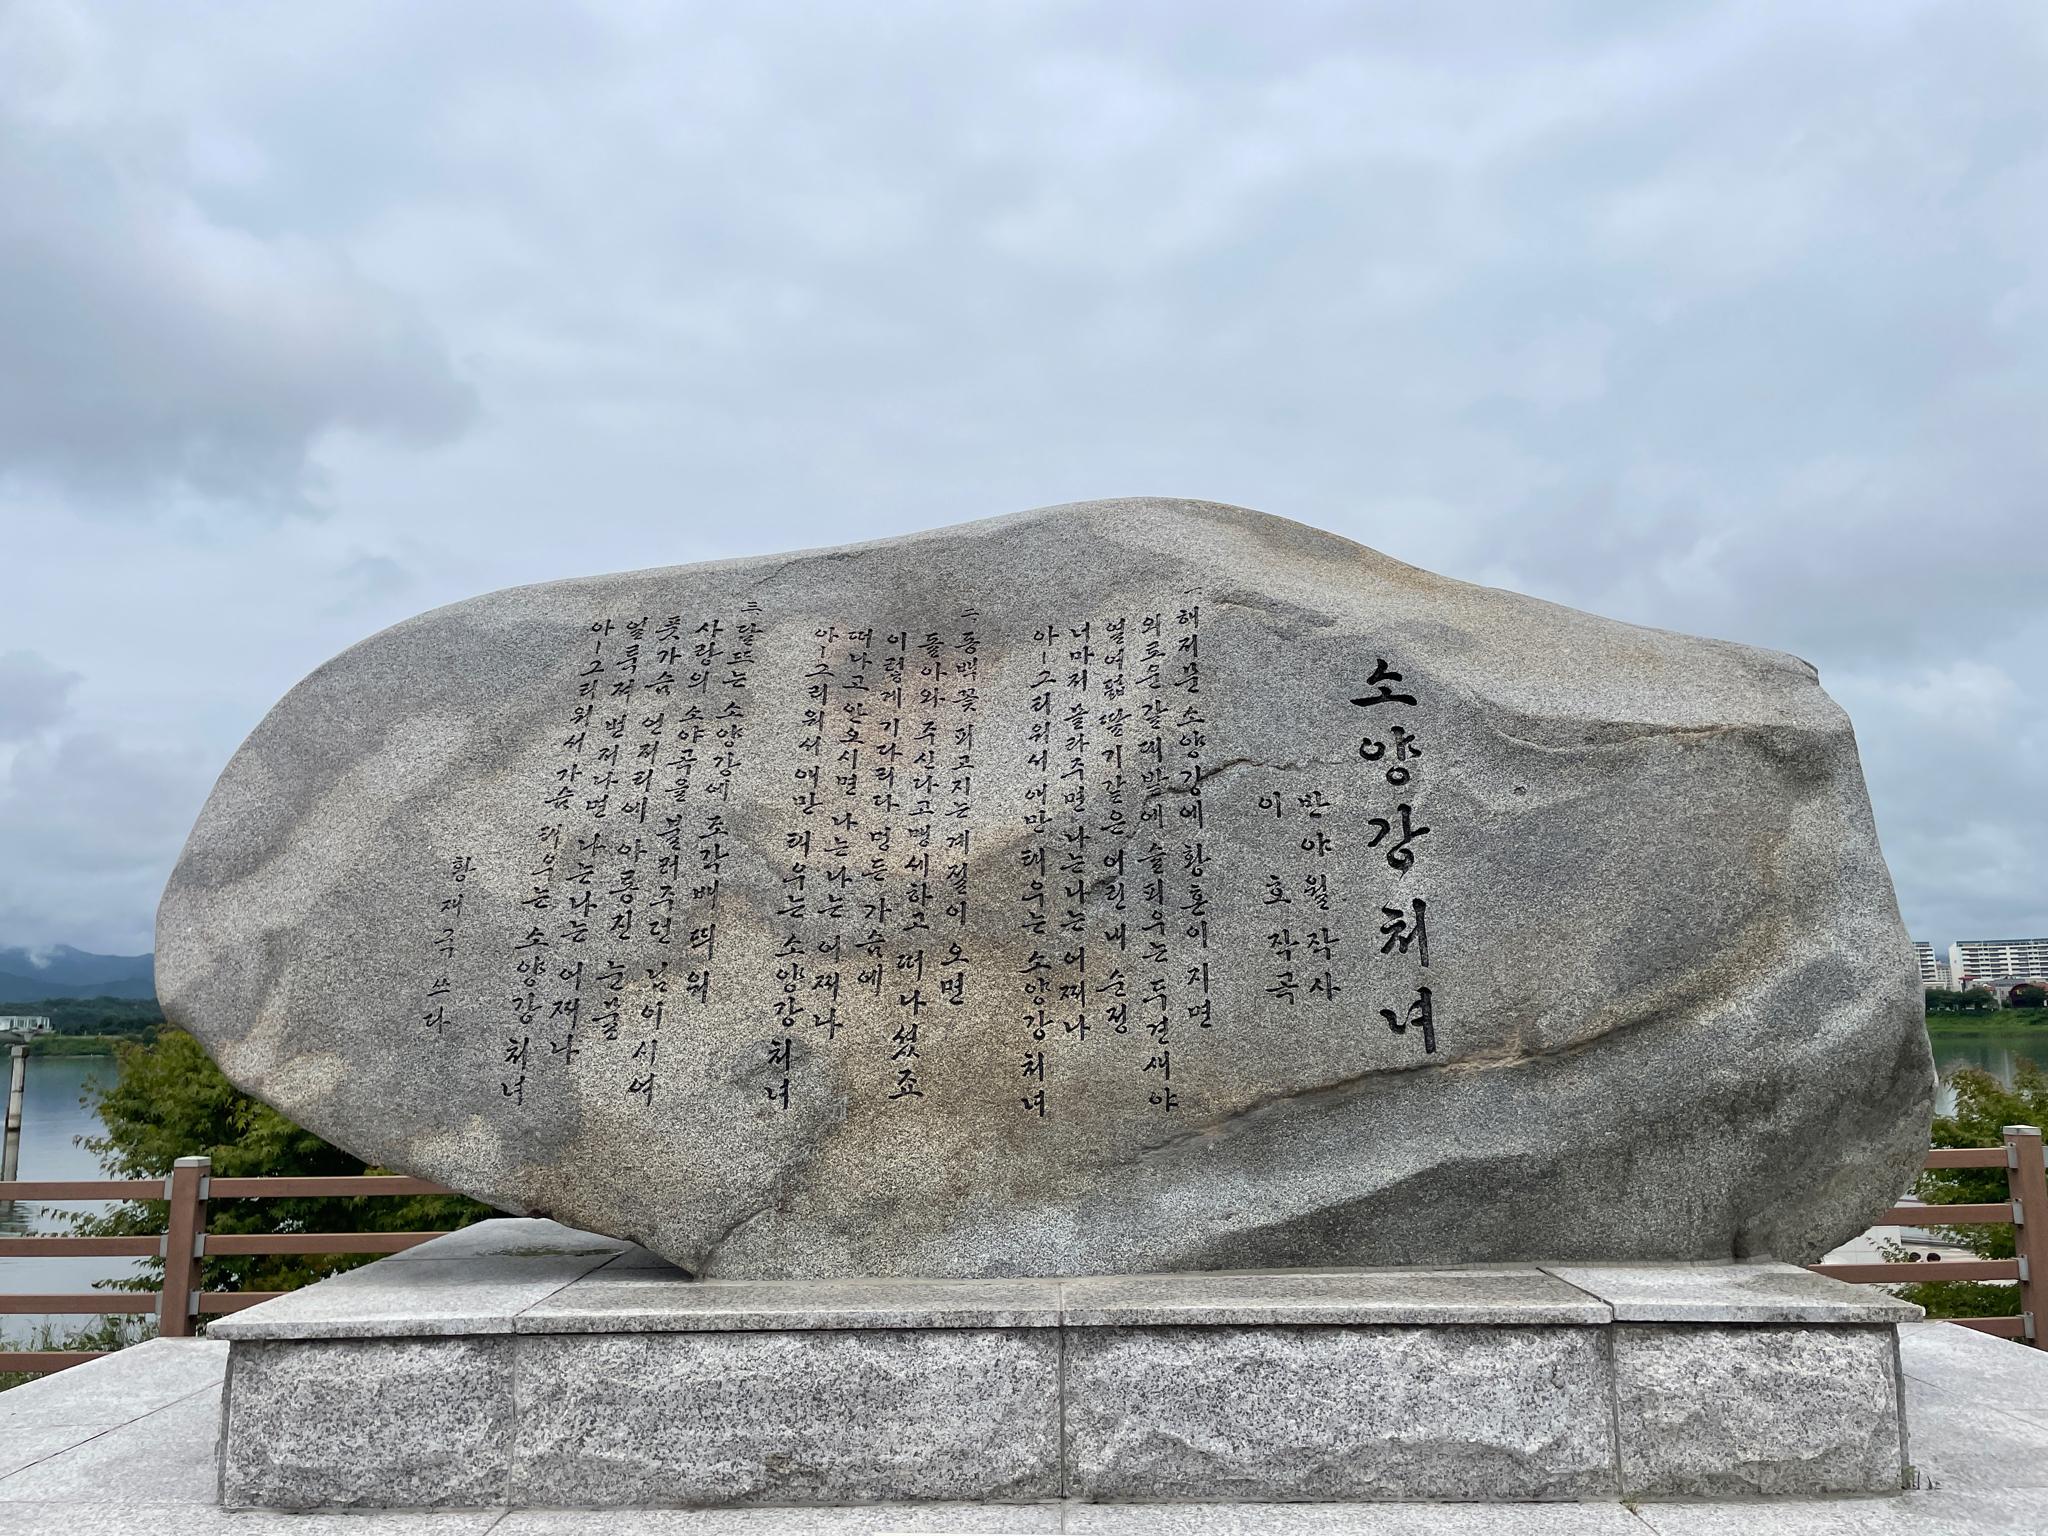 소양강처녀
반야월 작사
이 호 작곡
一 해저문 소양강에 황혼이 지면
외로운 갈대밭에 슬피우는 두견새야
열여덟 딸기같은 어린 내 순정
너마저 몰라주면 나는나는 어쩌나
아ー그리워서 애만 태우는 소양강 처녀
二 동백꽃 피고지는 계절이 오면
돌아와 주신다고 맹세하고 떠나셨죠
이렇게 기다리다 멍든 가슴에
떠나고 안오시면 나는나는 어쩌나
아ー그리워서 애만 태우는 소양강 처녀
三 달뜨는 소양강에 조각배 띄워
사랑의 소야곡을 불러주던 님이시여
풋가슴 언저리에 아롱진 눈물
얼룩져 번져나면 나는나는 어쩌나
아ー그리워서 가슴 태우는 소양강 처녀
황재국 쓰다